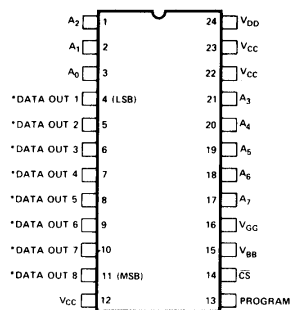 A2 1 24 VDD
A1 2 23 VCC
A0 3 22 VCC
*DATA OUT 1 4 (LSB) 21 A3
*DATA OUT 2 5 20 A4
*DATA OUT 3 6 19 A5
*DATA OUT 4 7 18 A6
*DATA OUT 5 8 17 A7
*DATA OUT 6 9 16 VGG
*DATA OUT 7 10 15 VBB
*DATA OUT 8 11 (MSB) 14 C̅S̅
VCC 12 13 PROGRAM